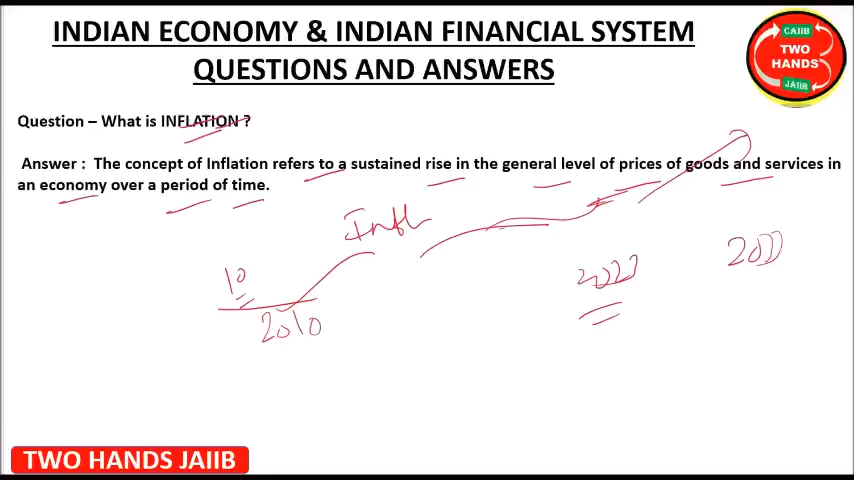 INDIAN ECONOMY & INDIAN FINANCIAL SYSTEM
QUESTIONS AND ANSWERS
CAIIB
TWO
HANDS
JAIIB
Question – What is INFLATION ?
Answer : The concept of Inflation refers to a sustained rise in the general level of prices of goods and services in
an economy over a period of time.
Infl
10
2010
TWO HANDS JAIIB